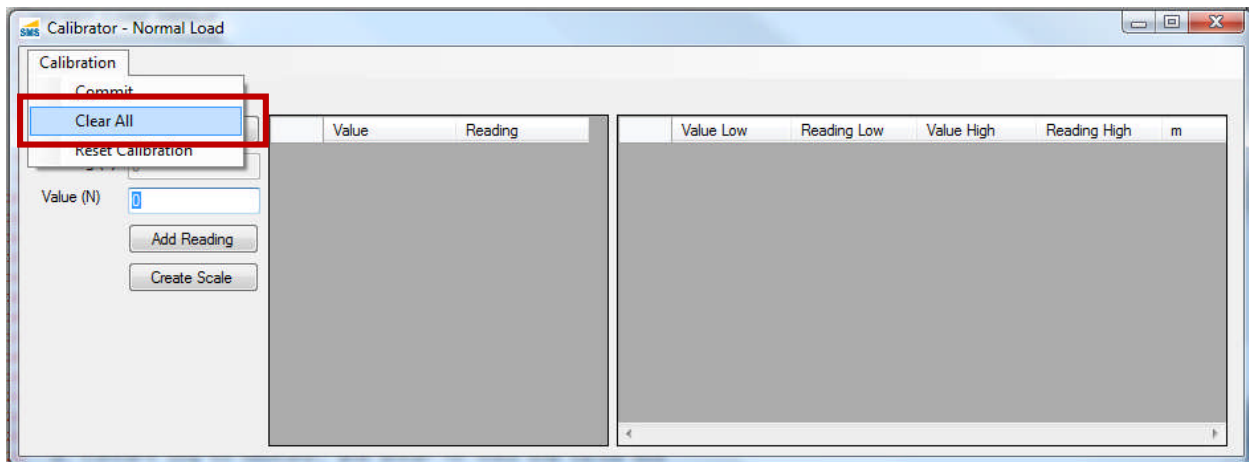 SMS Calibrator - Normal Load
Calibration
Commit
Clear All
Reset Calibration
Value (N) 0
Add Reading
Create Scale
Value Reading
Value Low Reading Low Value High Reading High m